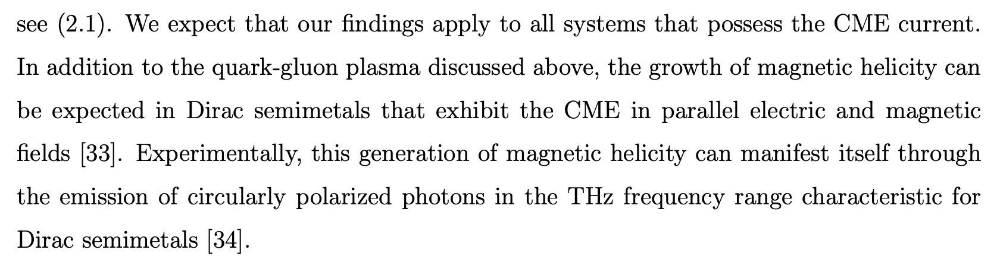 see (2.1). We expect that our findings apply to all systems that possess the CME current.
In addition to the quark-gluon plasma discussed above, the growth of magnetic helicity can
be expected in Dirac semimetals that exhibit the CME in parallel electric and magnetic
fields [33]. Experimentally, this generation of magnetic helicity can manifest itself through
the emission of circularly polarized photons in the THz frequency range characteristic for
Dirac semimetals [34].